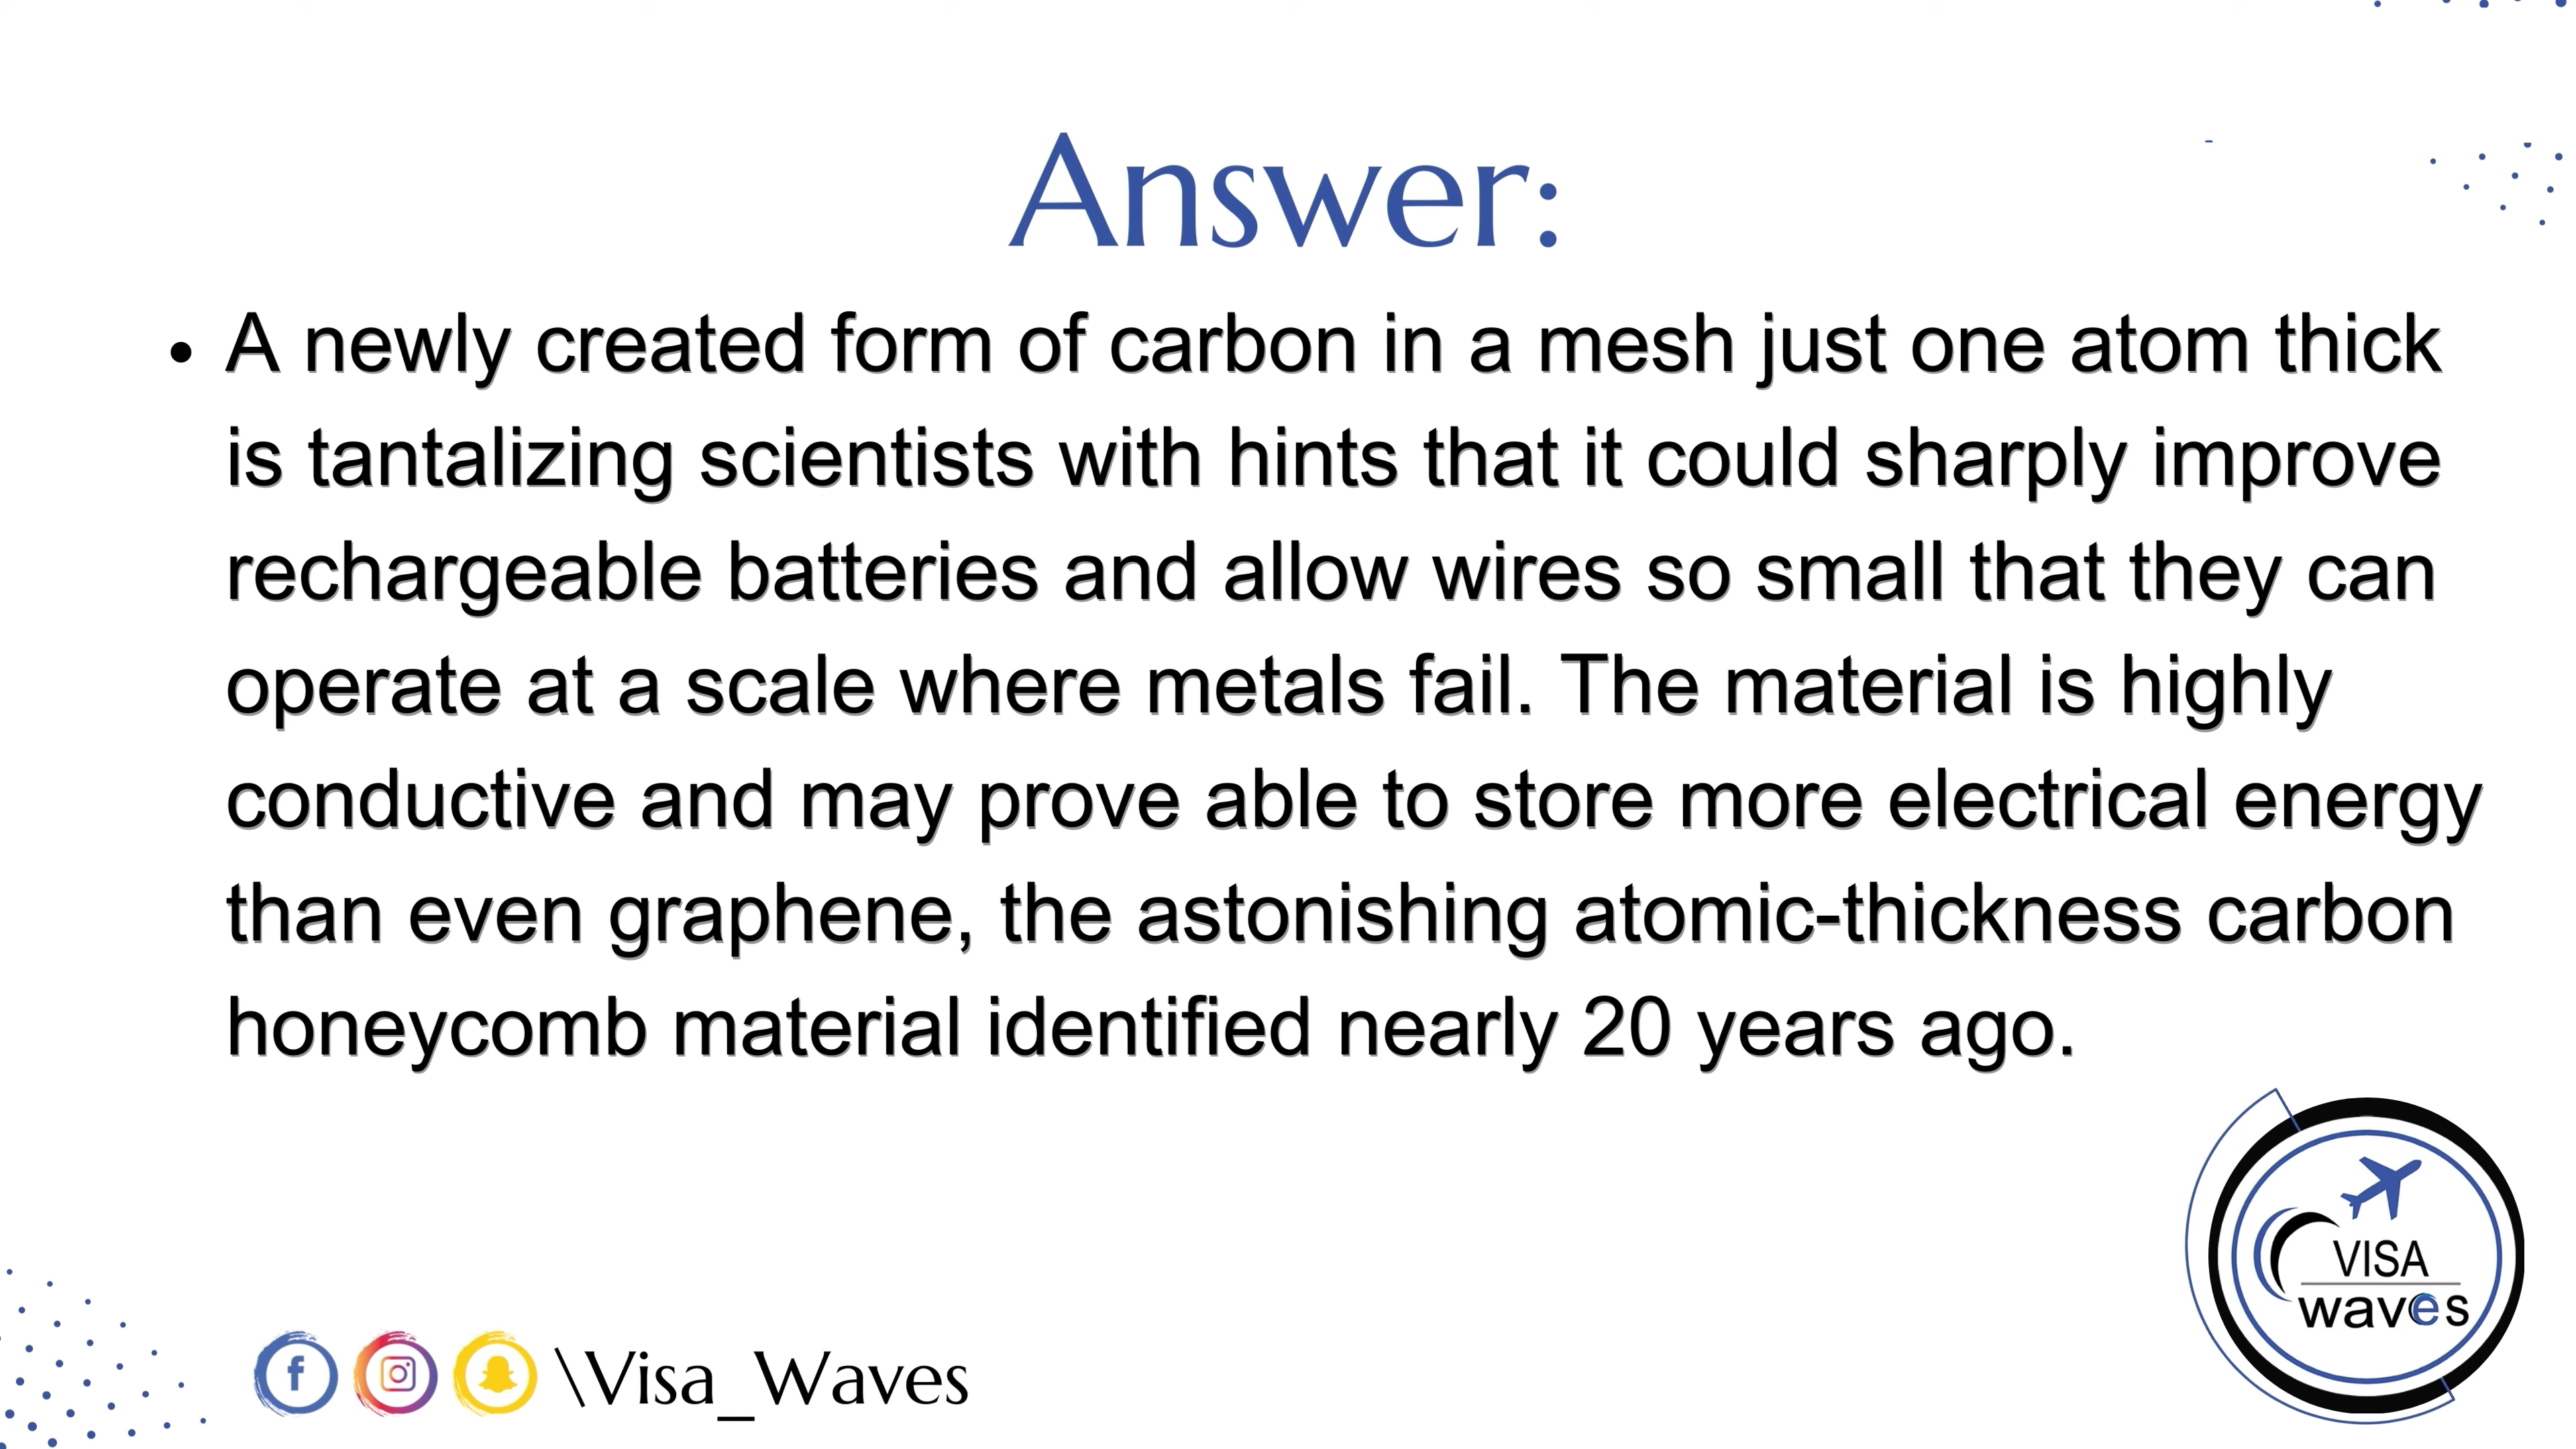 Answer:
• A newly created form of carbon in a mesh just one atom thick
is tantalizing scientists with hints that it could sharply improve
rechargeable batteries and allow wires so small that they can
operate at a scale where metals fail. The material is highly
conductive and may prove able to store more electrical energy
than even graphene, the astonishing atomic-thickness carbon
honeycomb material identified nearly 20 years ago.
VISA
waves
\Visa_Waves